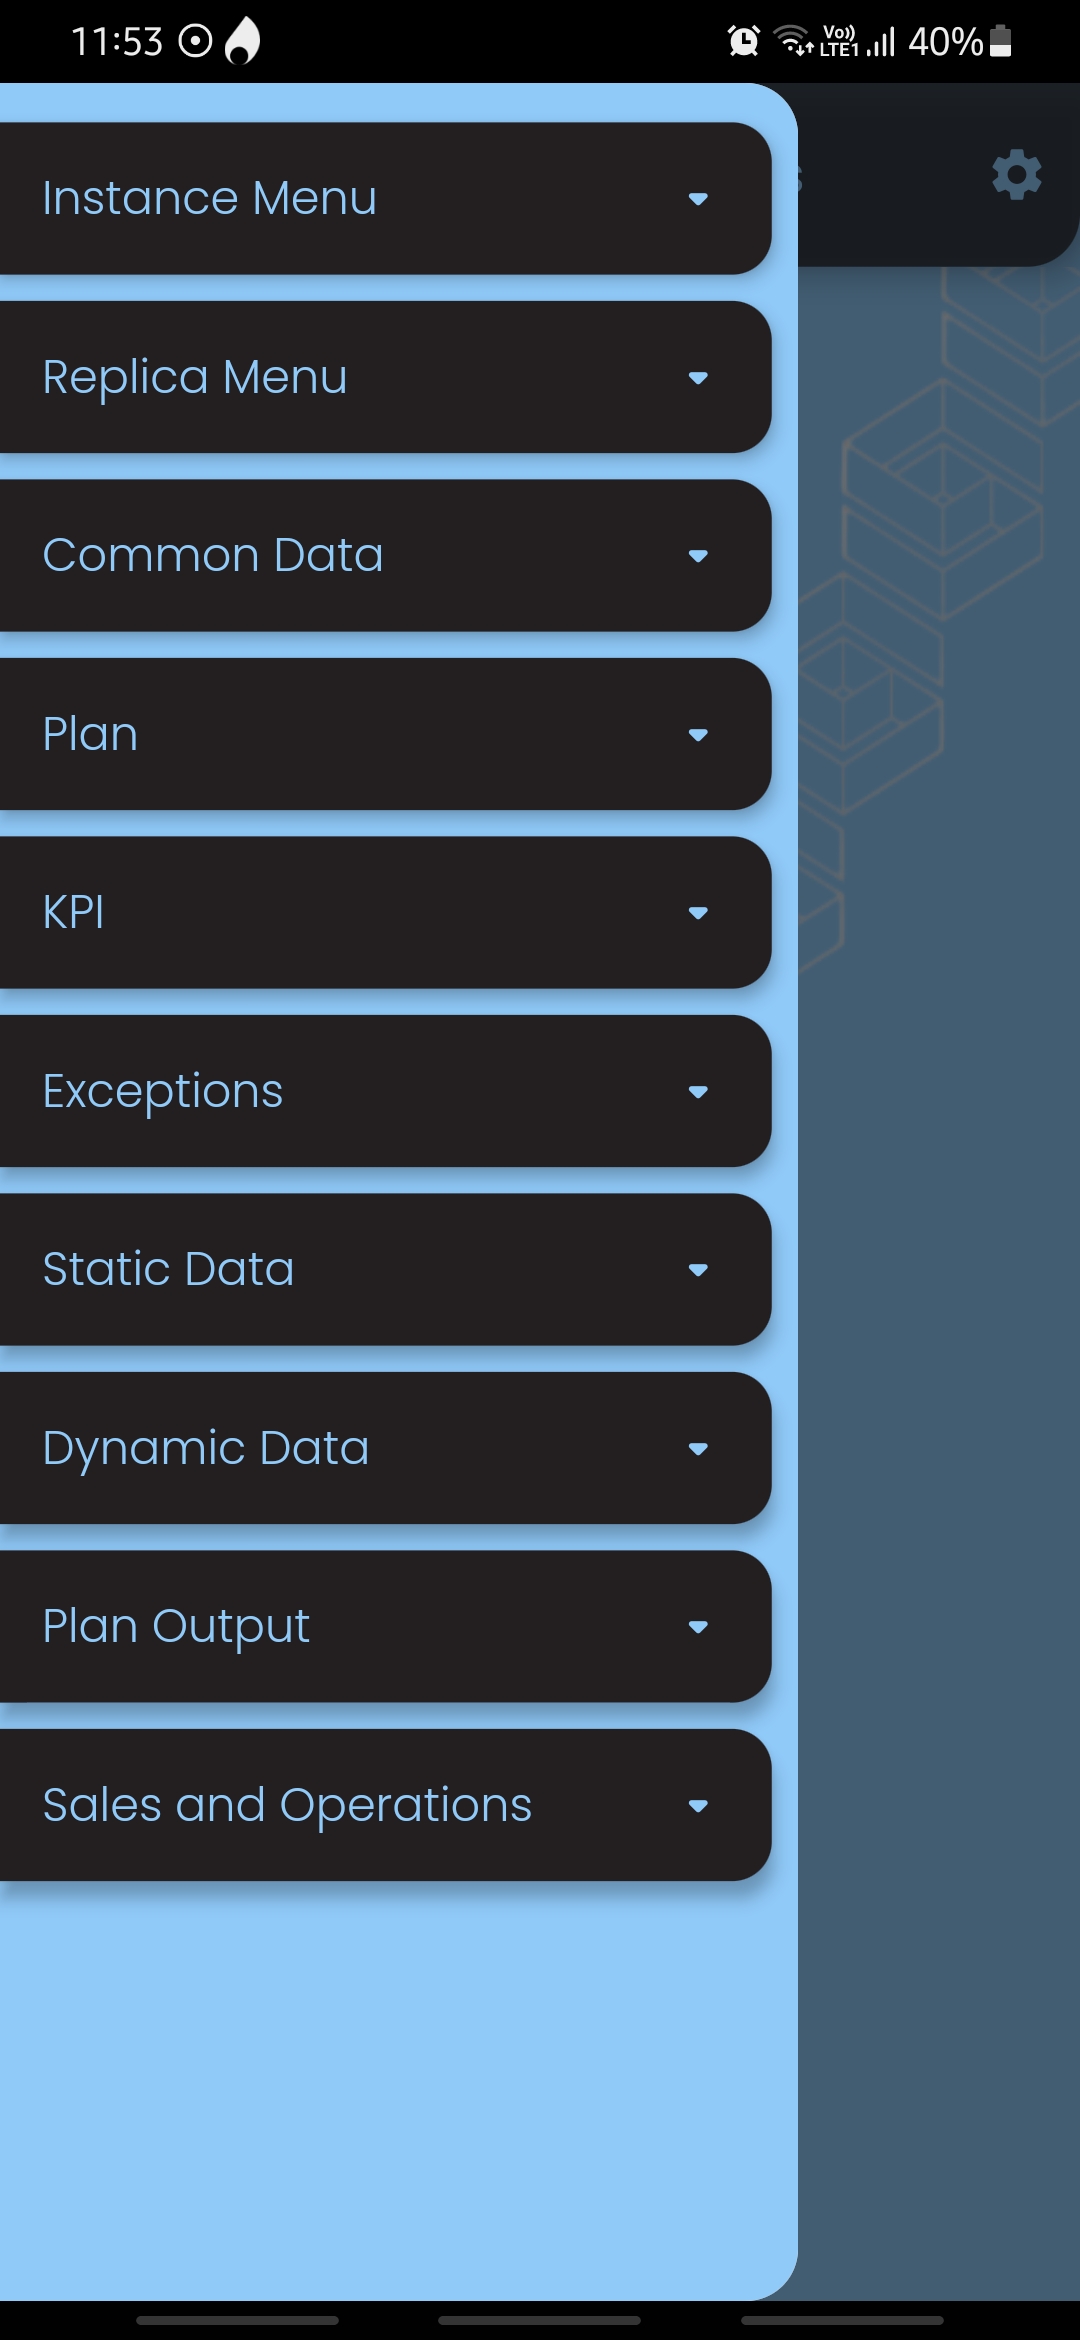 11:53 Vo)) LTE1 40%
Instance Menu
Replica Menu
Common Data
Plan
KPI
Exceptions
Static Data
Dynamic Data
Plan Output
Sales and Operations